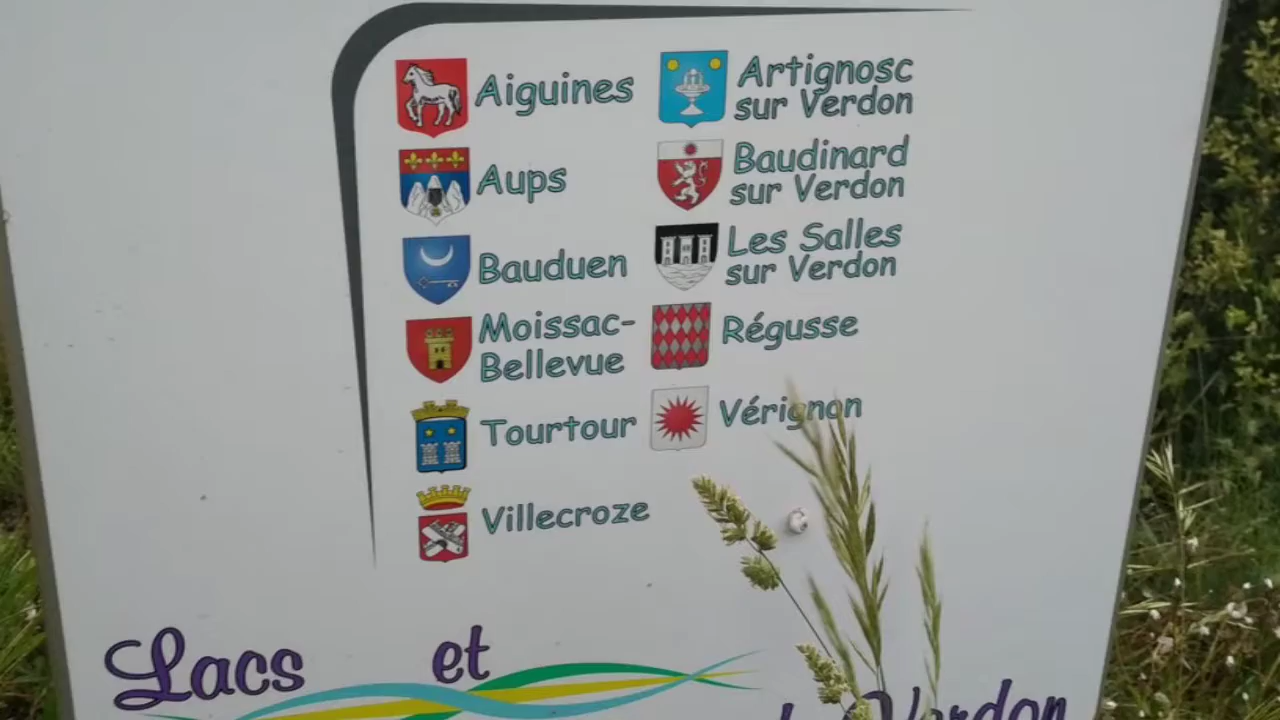 Aiguines
Aups
Bauduen
Moissac-
Bellevue
Tourtour
Villecroze
Artignosc
sur Verdon
Baudinard
sur Verdon
Les Salles
sur Verdon
Régusse
Vérignon
Lacs et
Verdon